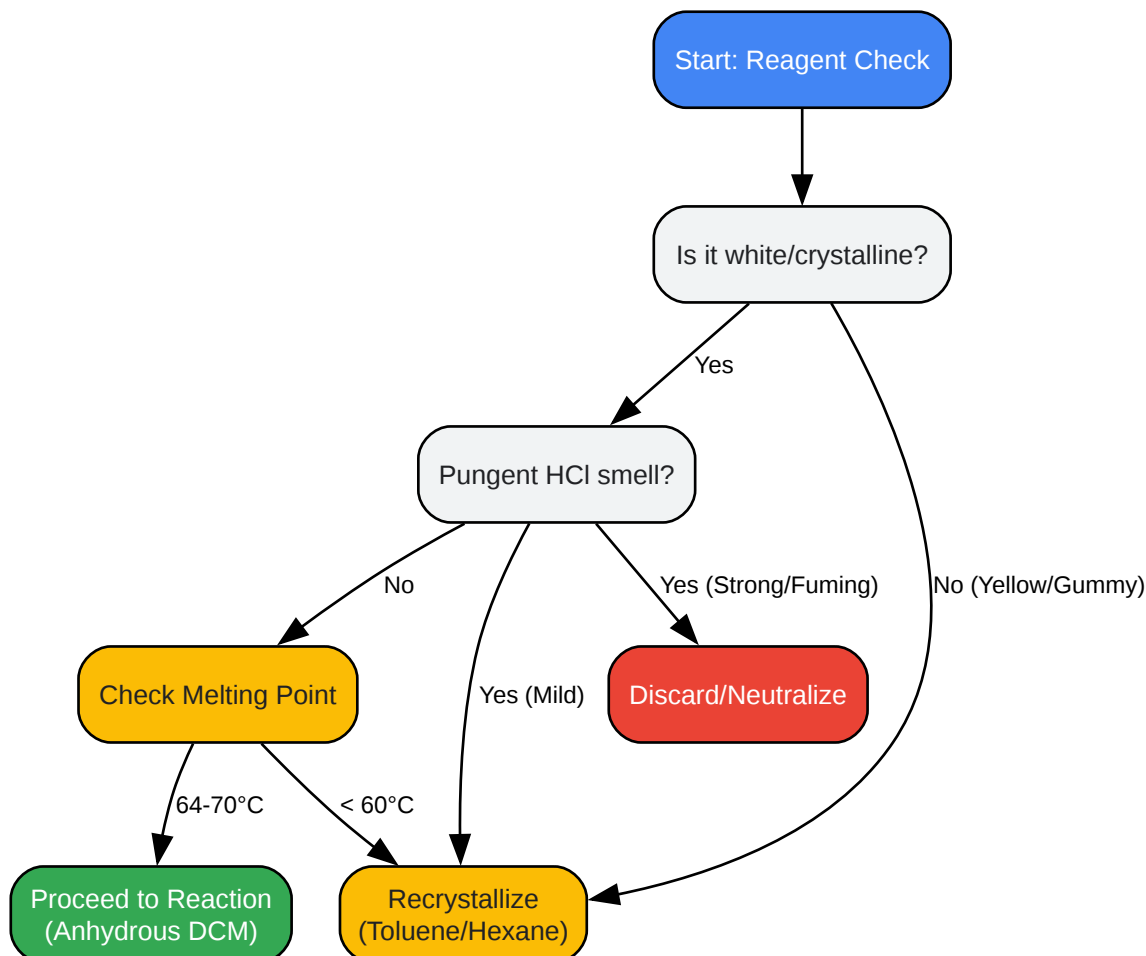 Start: Reagent Check
Is it white/crystalline?
Yes
Pungent HCl smell?
No
Yes (Strong/Fuming)
No (Yellow/Gummy)
Check Melting Point
Yes (Mild)
Discard/Neutralize
64-70°C
< 60°C
Proceed to Reaction
(Anhydrous DCM)
Recrystallize
(Toluene/Hexane)